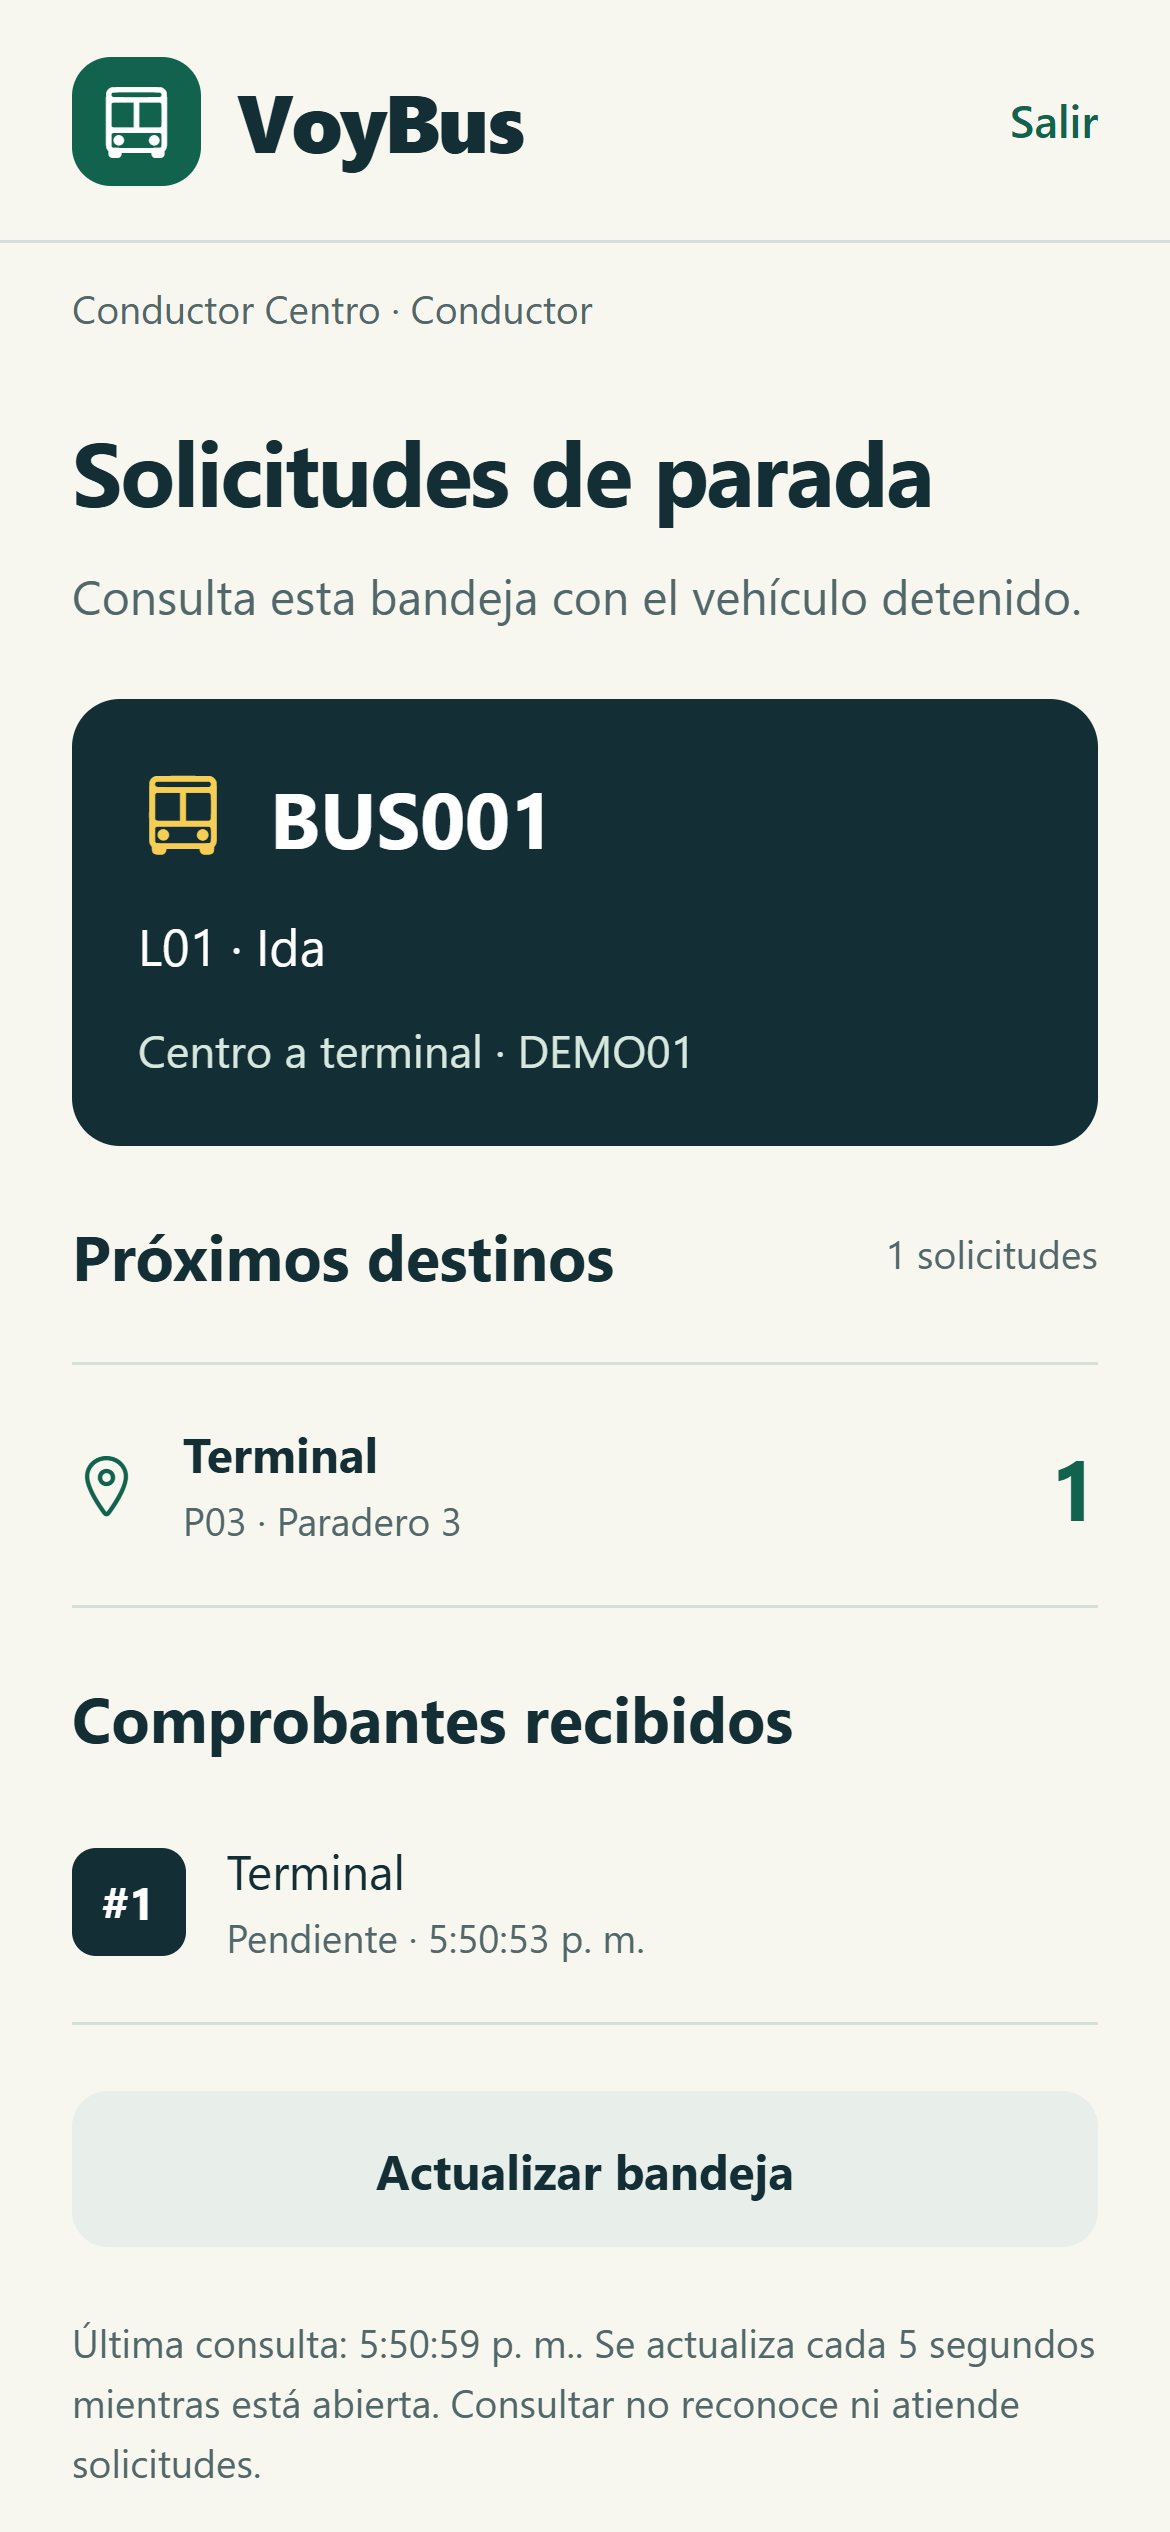 VoyBus
Salir
Conductor Centro · Conductor
Solicitudes de parada
Consulta esta bandeja con el vehículo detenido.
BUS001
L01 · Ida
Centro a terminal · DEMO01
Próximos destinos
1 solicitudes
Terminal
P03 · Paradero 3
1
Comprobantes recibidos
#1
Terminal
Pendiente · 5:50:53 p. m.
Actualizar bandeja
Última consulta: 5:50:59 p. m.. Se actualiza cada 5 segundos
mientras está abierta. Consultar no reconoce ni atiende
solicitudes.